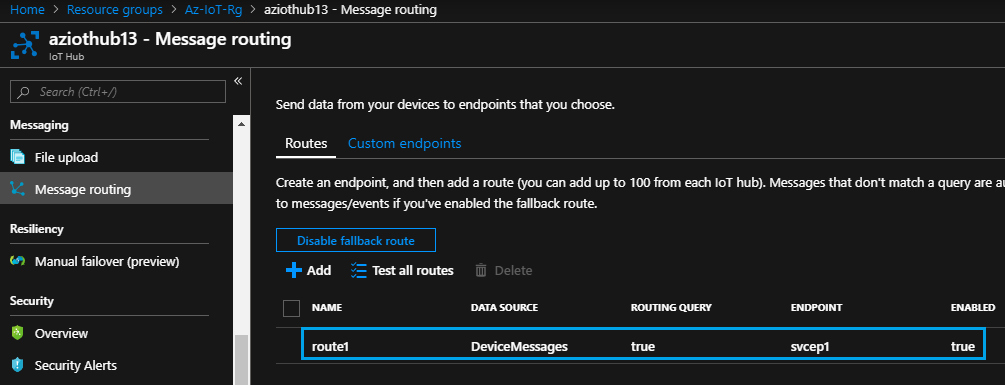 Home > Resource groups > Az-IoT-Rg > aziothub13 - Message routing
aziothub13 - Message routing
IoT Hub
Search (Ctrl+/)
«
Messaging
File upload
Message routing
Resiliency
Manual failover (preview)
Security
Overview
Security Alerts
Send data from your devices to endpoints that you choose.
Routes Custom endpoints
Create an endpoint, and then add a route (you can add up to 100 from each IoT hub). Messages that don't match a query are au
to messages/events if you've enabled the fallback route.
Disable fallback route
Add Test all routes Delete
NAME DATA SOURCE ROUTING QUERY ENDPOINT ENABLED
route1 DeviceMessages true svcep1 true